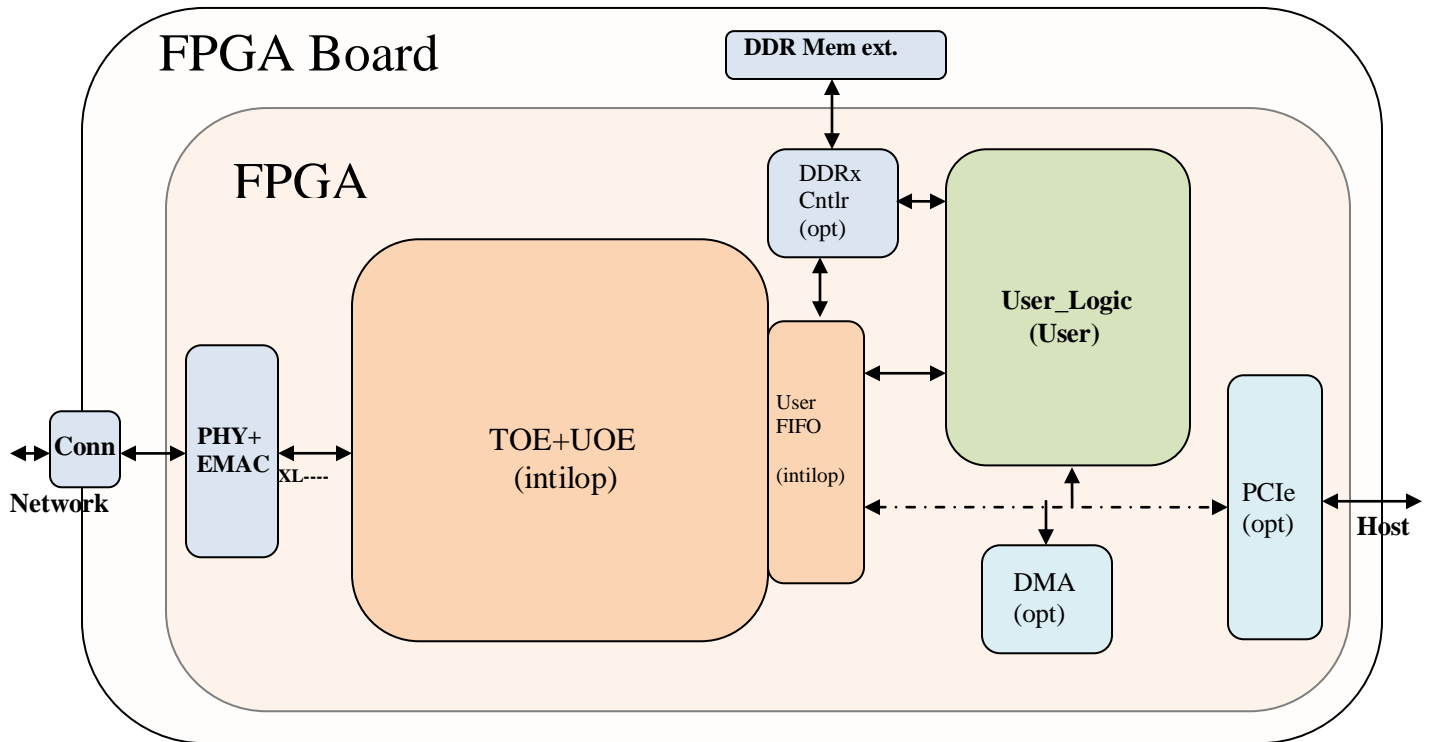 FPGA Board
DDR Mem ext.
FPGA
DDRx
Cntlr
(opt)
User_Logic
(User)
User
FIFO
(intilop)
TOE+UOE
(intilop)
Conn
PHY+
EMAC
XL----
Network
PCIe
(opt)
Host
DMA
(opt)